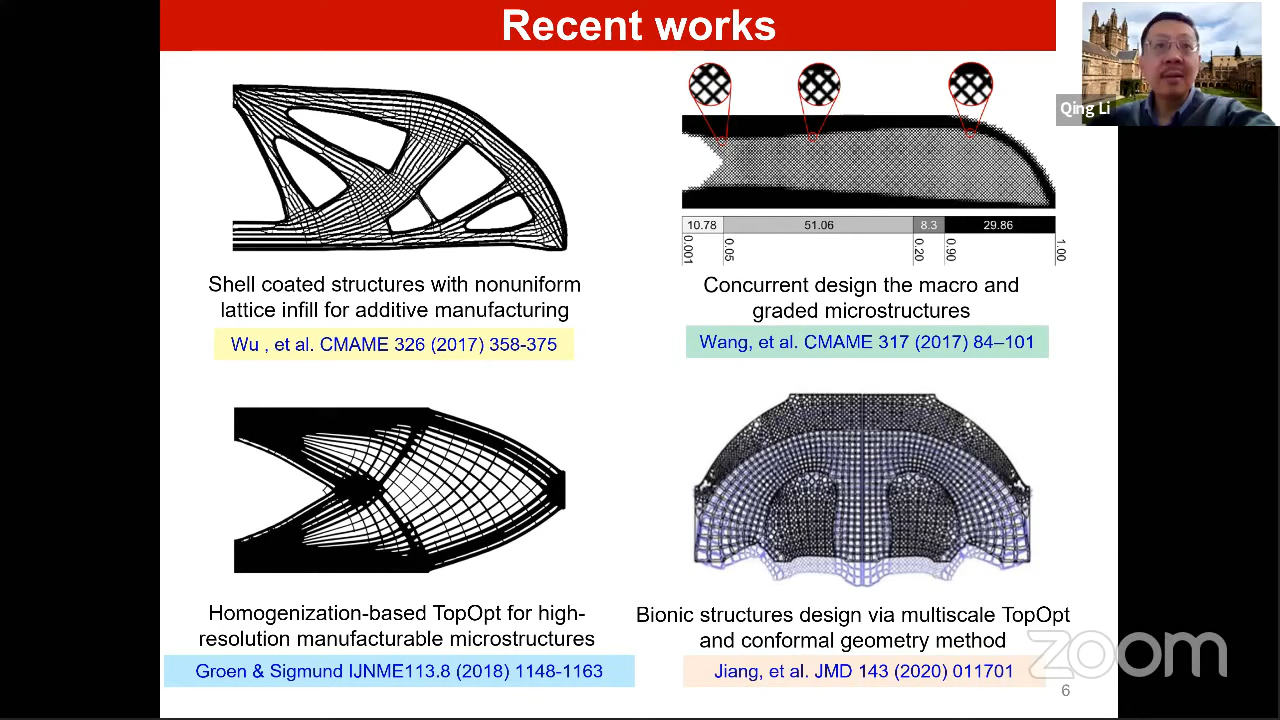 Recent works
Qing Li
10.78 51.06 8.3 29.86
0.001 0.05 0.20 0.90 1.00
Shell coated structures with nonuniform
lattice infill for additive manufacturing
Wu , et al. CMAME 326 (2017) 358-375
Concurrent design the macro and
graded microstructures
Wang, et al. CMAME 317 (2017) 84–101
Homogenization-based TopOpt for high-
resolution manufacturable microstructures
Groen & Sigmund IJNME113.8 (2018) 1148-1163
Bionic structures design via multiscale TopOpt
and conformal geometry method
Jiang, et al. JMD 143 (2020) 011701
zoom
6